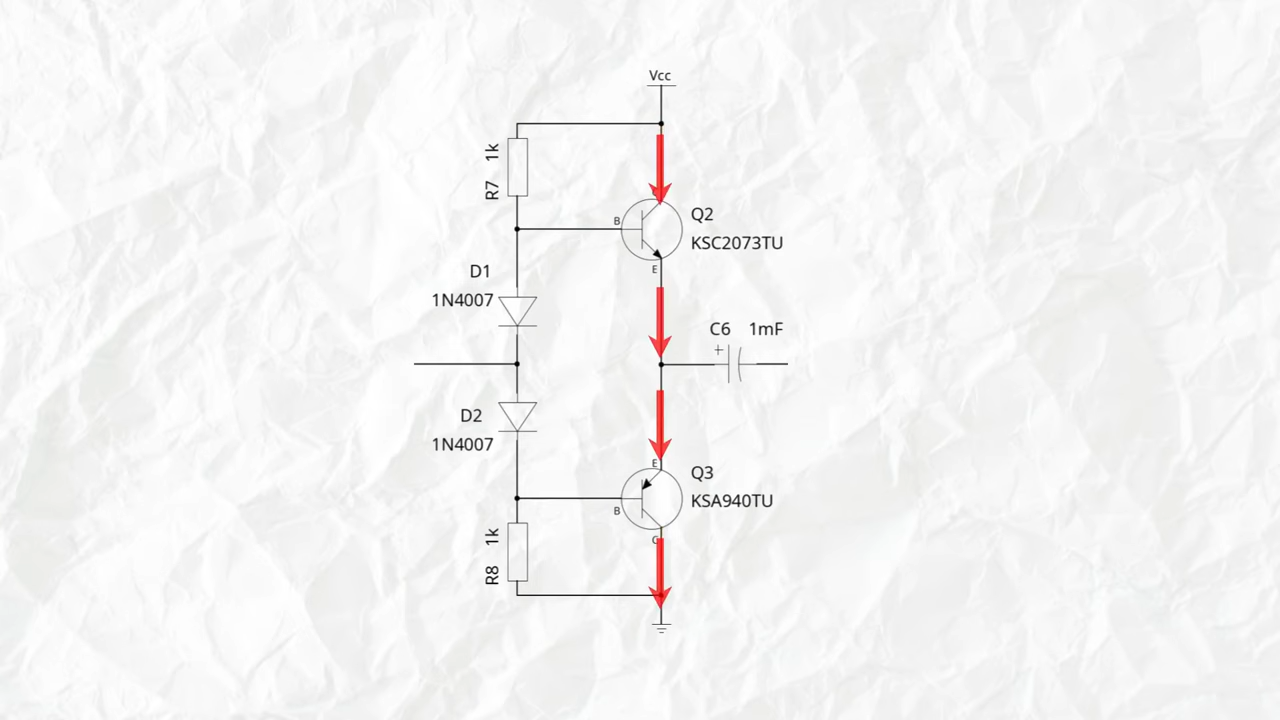 Vcc
R7 1k
B
C
Q2
KSC2073TU
E
D1
1N4007
C6 1mF
+
D2
1N4007
E
Q3
KSA940TU
B
C
R8 1k